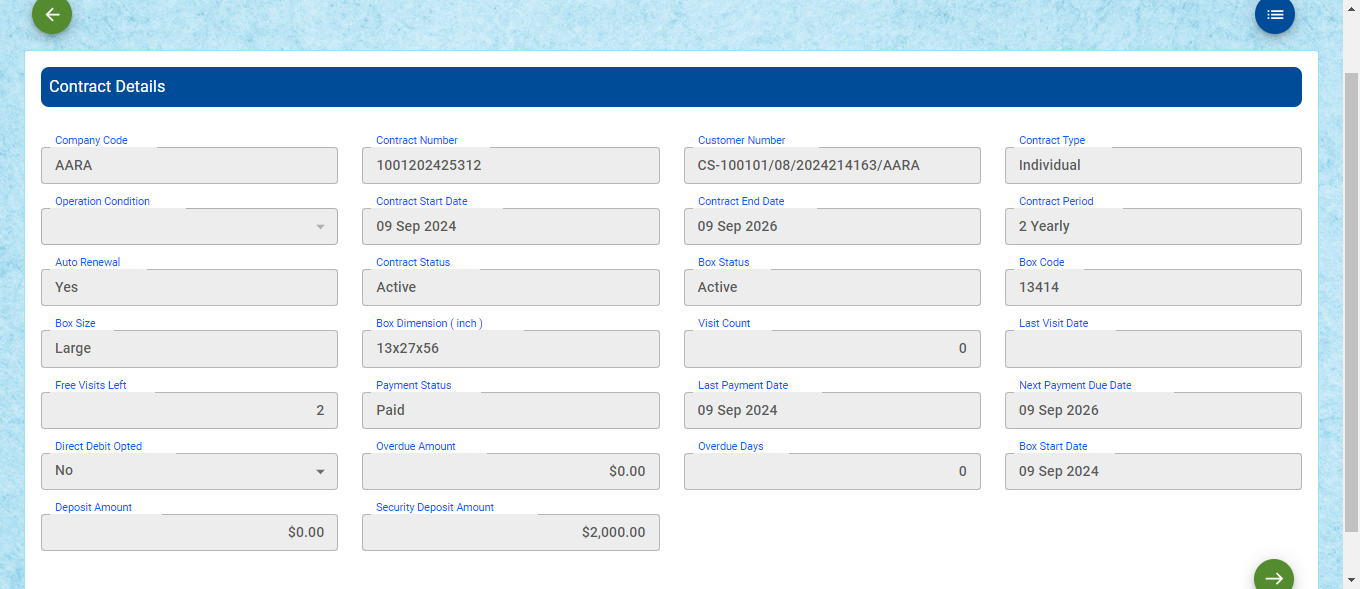 Contract Details
Company Code Contract Number Customer Number Contract Type
AARA 1001202425312 CS-100101/08/2024214163/AARA Individual
Operation Condition Contract Start Date Contract End Date Contract Period
09 Sep 2024 09 Sep 2026 2 Yearly
Auto Renewal Contract Status Box Status Box Code
Yes Active Active 13414
Box Size Box Dimension ( inch ) Visit Count Last Visit Date
Large 13x27x56 0
Free Visits Left Payment Status Last Payment Date Next Payment Due Date
2 Paid 09 Sep 2024 09 Sep 2026
Direct Debit Opted Overdue Amount Overdue Days Box Start Date
No $0.00 0 09 Sep 2024
Deposit Amount Security Deposit Amount
$0.00 $2,000.00